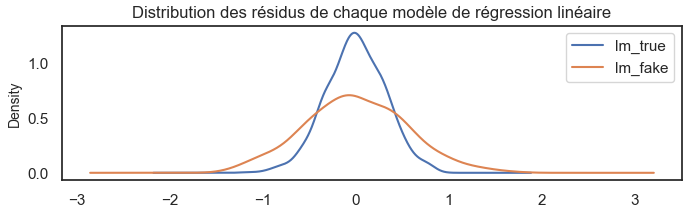 Distribution des résidus de chaque modèle de régression linéaire
lm_true
lm_fake
Density
1.0
0.5
0.0
−3
−2
−1
0
1
2
3